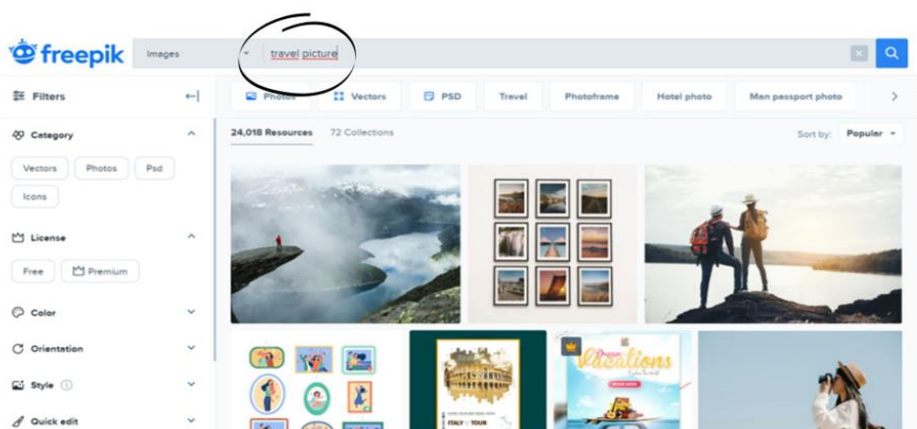 freepik Images travel picture
Filters
Photos Vectors PSD Travel Photoframe Hotel photo Man passport photo
Category
24,018 Resources 72 Collections
Sort by: Popular
Vectors Photos Psd
Icons
License
Free Premium
Color
Orientation
Style
Quick edit
Dream
Vacations
ITALY TOUR